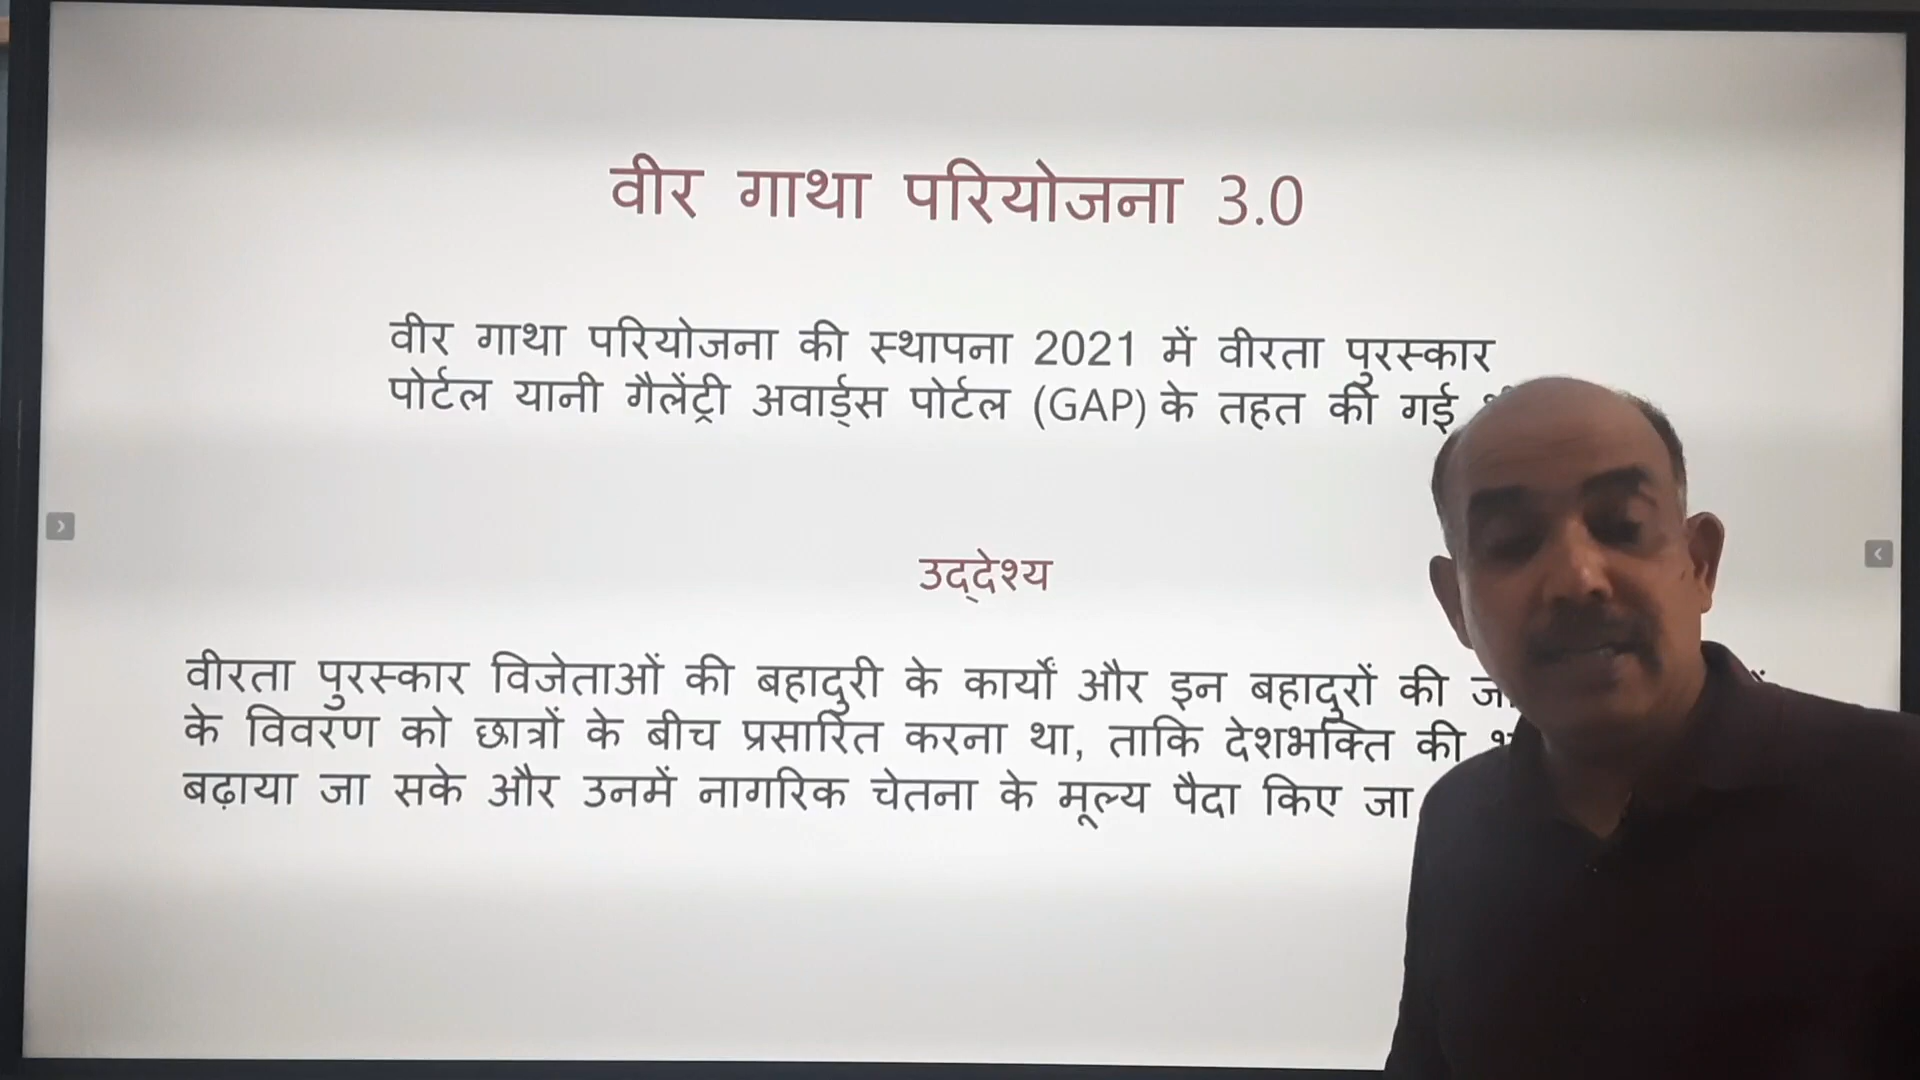 वीर गाथा परियोजना 3.0
वीर गाथा परियोजना की स्थापना 2021 में वीरता पुरस्कार
पोर्टल यानी गैलेंट्री अवार्ड्स पोर्टल (GAP) के तहत की गई
उद्देश्य
वीरता पुरस्कार विजेताओं की बहादुरी के कार्यों और इन बहादुरों की
के विवरण को छात्रों के बीच प्रसारित करना था, ताकि देशभक्ति की
बढ़ाया जा सके और उनमें नागरिक चेतना के मूल्य पैदा किए जा